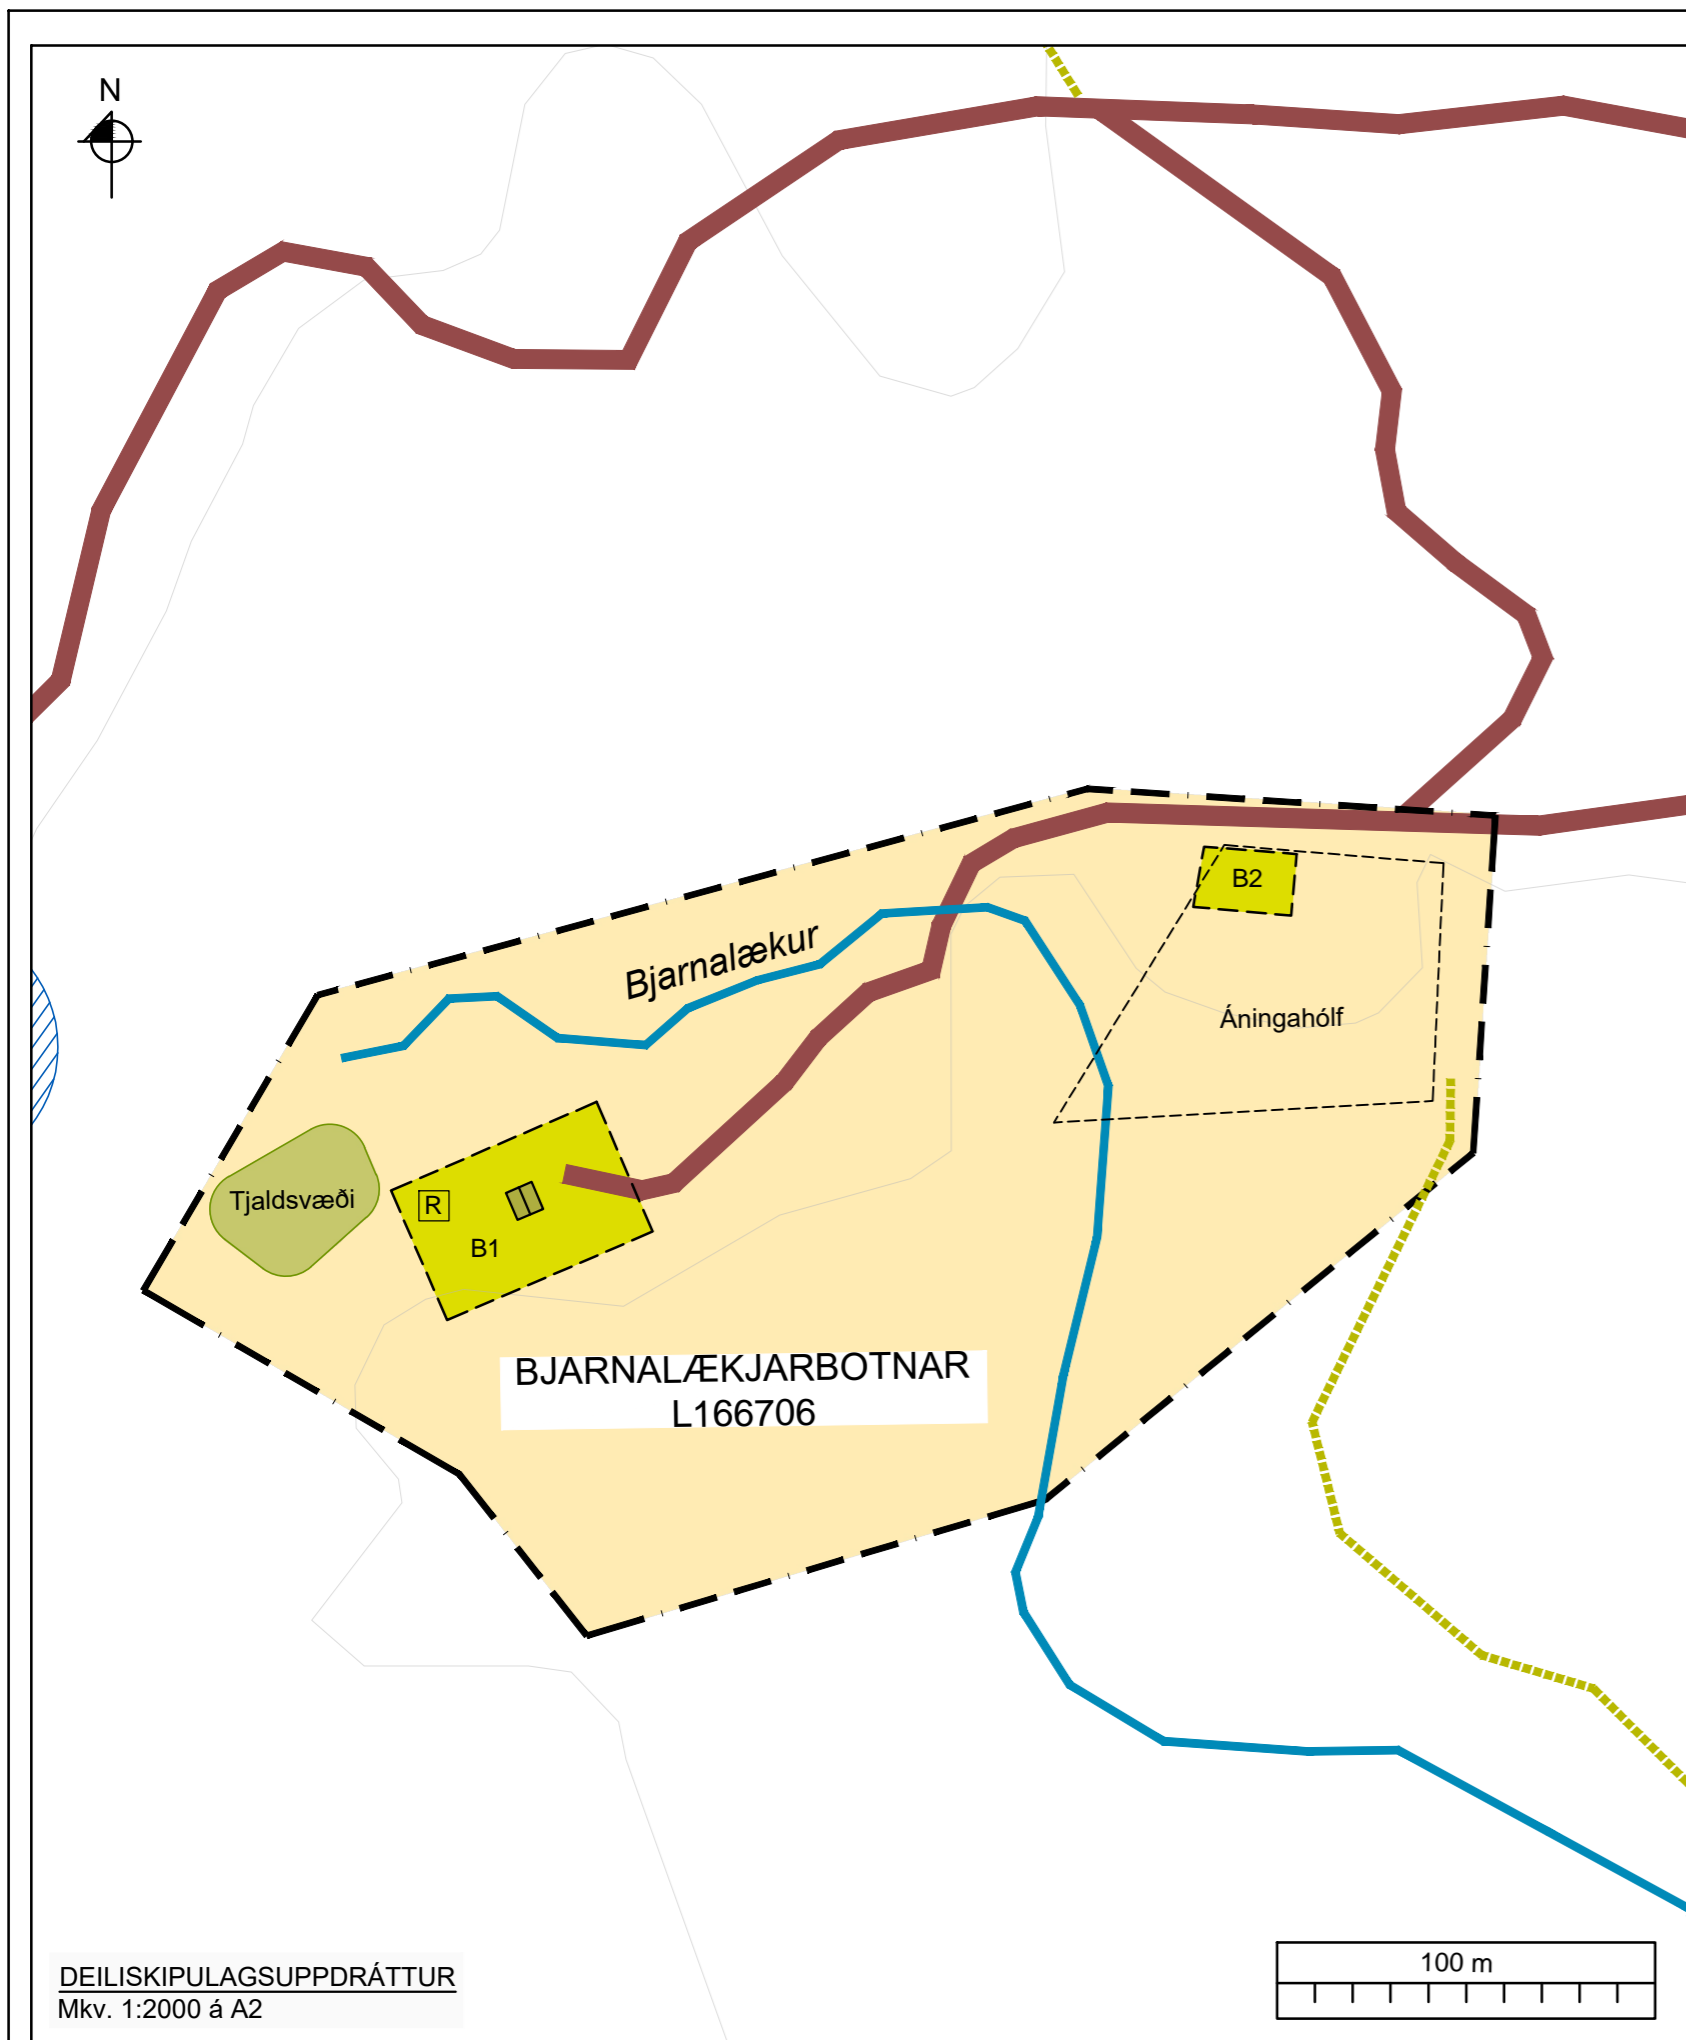 N
B2
Bjarnalækur
Áningahólf
Tjaldsvæði
R
B1
BJARNALÆKJARBOTNAR
L166706
100 m
DEILISKIPULAGSUPPDRÁTTUR
Mkv. 1:2000 á A2